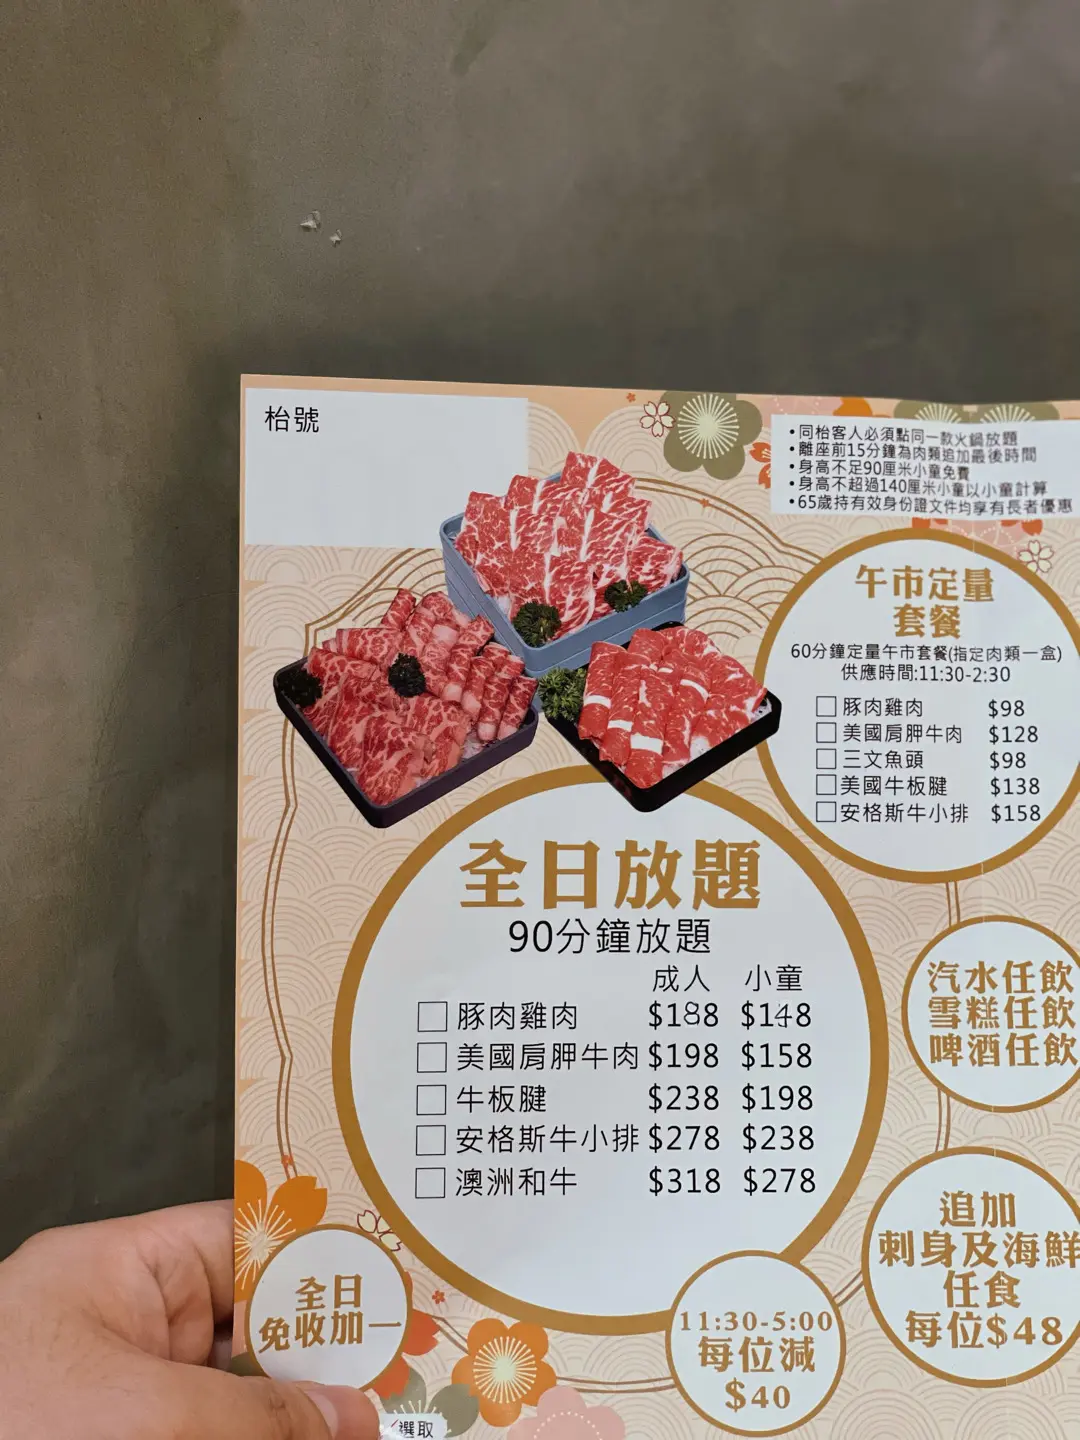 枱號
•同枱客人必須點同一款火鍋放題
•離座前15分鐘為肉類追加最後時間
•身高不足90厘米小童免費
•身高不超過140厘米小童以小童計算
•65歲持有效身份證文件均享有長者優惠
午市定量
套餐
60分鐘定量午市套餐(指定肉類一盒)
供應時間:11:30-2:30
豚肉雞肉 $98
美國肩胛牛肉 $128
三文魚頭 $98
美國牛板腱 $138
安格斯牛小排 $158
全日放題
90分鐘放題
成人 小童
豚肉雞肉 $188 $148
美國肩胛牛肉 $198 $158
牛板腱 $238 $198
安格斯牛小排 $278 $238
澳洲和牛 $318 $278
汽水任飲
雪糕任飲
啤酒任飲
追加
刺身及海鮮
任食
每位$48
11:30-5:00
每位減
$40
全日
免收加一
選取